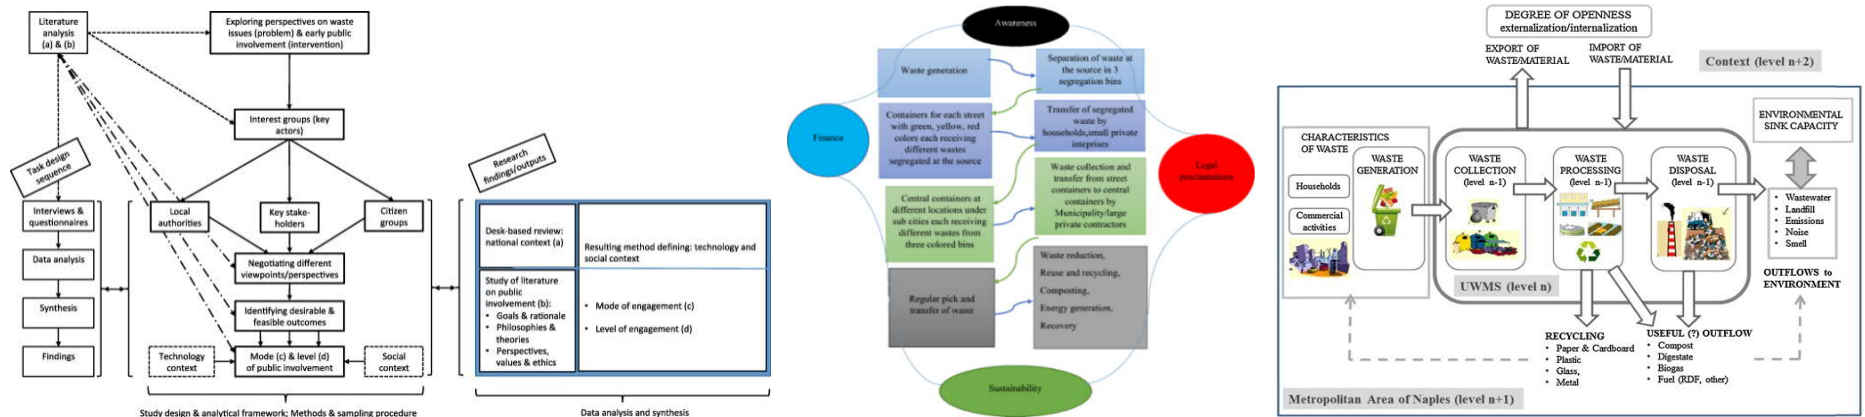 Literature
analysis
(a) & (b)
Exploring perspectives on waste
issues (problem) & early public
involvement (intervention)
Interest groups (key
actors)
Task design
sequence
Research
findings/outputs
Interviews &
questionnaires
Data analysis
Synthesis
Findings
Local
authorities
Key stake-
holders
Citizen
groups
Negotiating different
viewpoints/perspectives
Identifying desirable &
feasible outcomes
Technology
context
Mode (c) & level (d)
of public involvement
Social
context
Desk-based review:
national context (a)
Resulting method defining: technology and
social context
Study of literature
on public
involvement (b):
• Goals & rationale
• Philosophies &
theories
• Perspectives,
values & ethics
• Mode of engagement (c)
• Level of engagement (d)
Study design & analytical framework; Methods & sampling procedure
Data analysis and synthesis
Awareness
Finance
Legal
proclamations
Sustainability
Waste generation
Separation of waste at
the source in 3
segregation bins
Containers for each street
with green, yellow, red
colors each receiving
different wastes
segregated at the source
Transfer of segregated
waste by
households,small private
inteprises
Central containers at
different locations under
sub cities each receiving
different wastes from
three colored bins
Waste collection and
transfer from street
containers to central
containers by
Municipality/large
private contractors
Regular pick and
transfer of waste
Waste reduction,
Reuse and recycling,
Composting,
Energy generation,
Recovery
DEGREE OF OPENNESS
externalization/internalization
EXPORT OF
WASTE/MATERIAL
IMPORT OF
WASTE/MATERIAL
Context (level n+2)
CHARACTERISTICS
OF WASTE
Households
Commercial
activities
WASTE
GENERATION
WASTE
COLLECTION
(level n-1)
WASTE
PROCESSING
(level n-1)
WASTE
DISPOSAL
(level n-1)
UWMS (level n)
ENVIRONMENTAL
SINK CAPACITY
• Wastewater
• Landfill
• Emissions
• Noise
• Smell
OUTFLOWS to
ENVIRONMENT
RECYCLING
• Paper & Cardboard
• Plastic
• Glass,
• Metal
USEFUL (?) OUTFLOW
• Compost
• Digestate
• Biogas
• Fuel (RDF, other)
Metropolitan Area of Naples (level n+1)